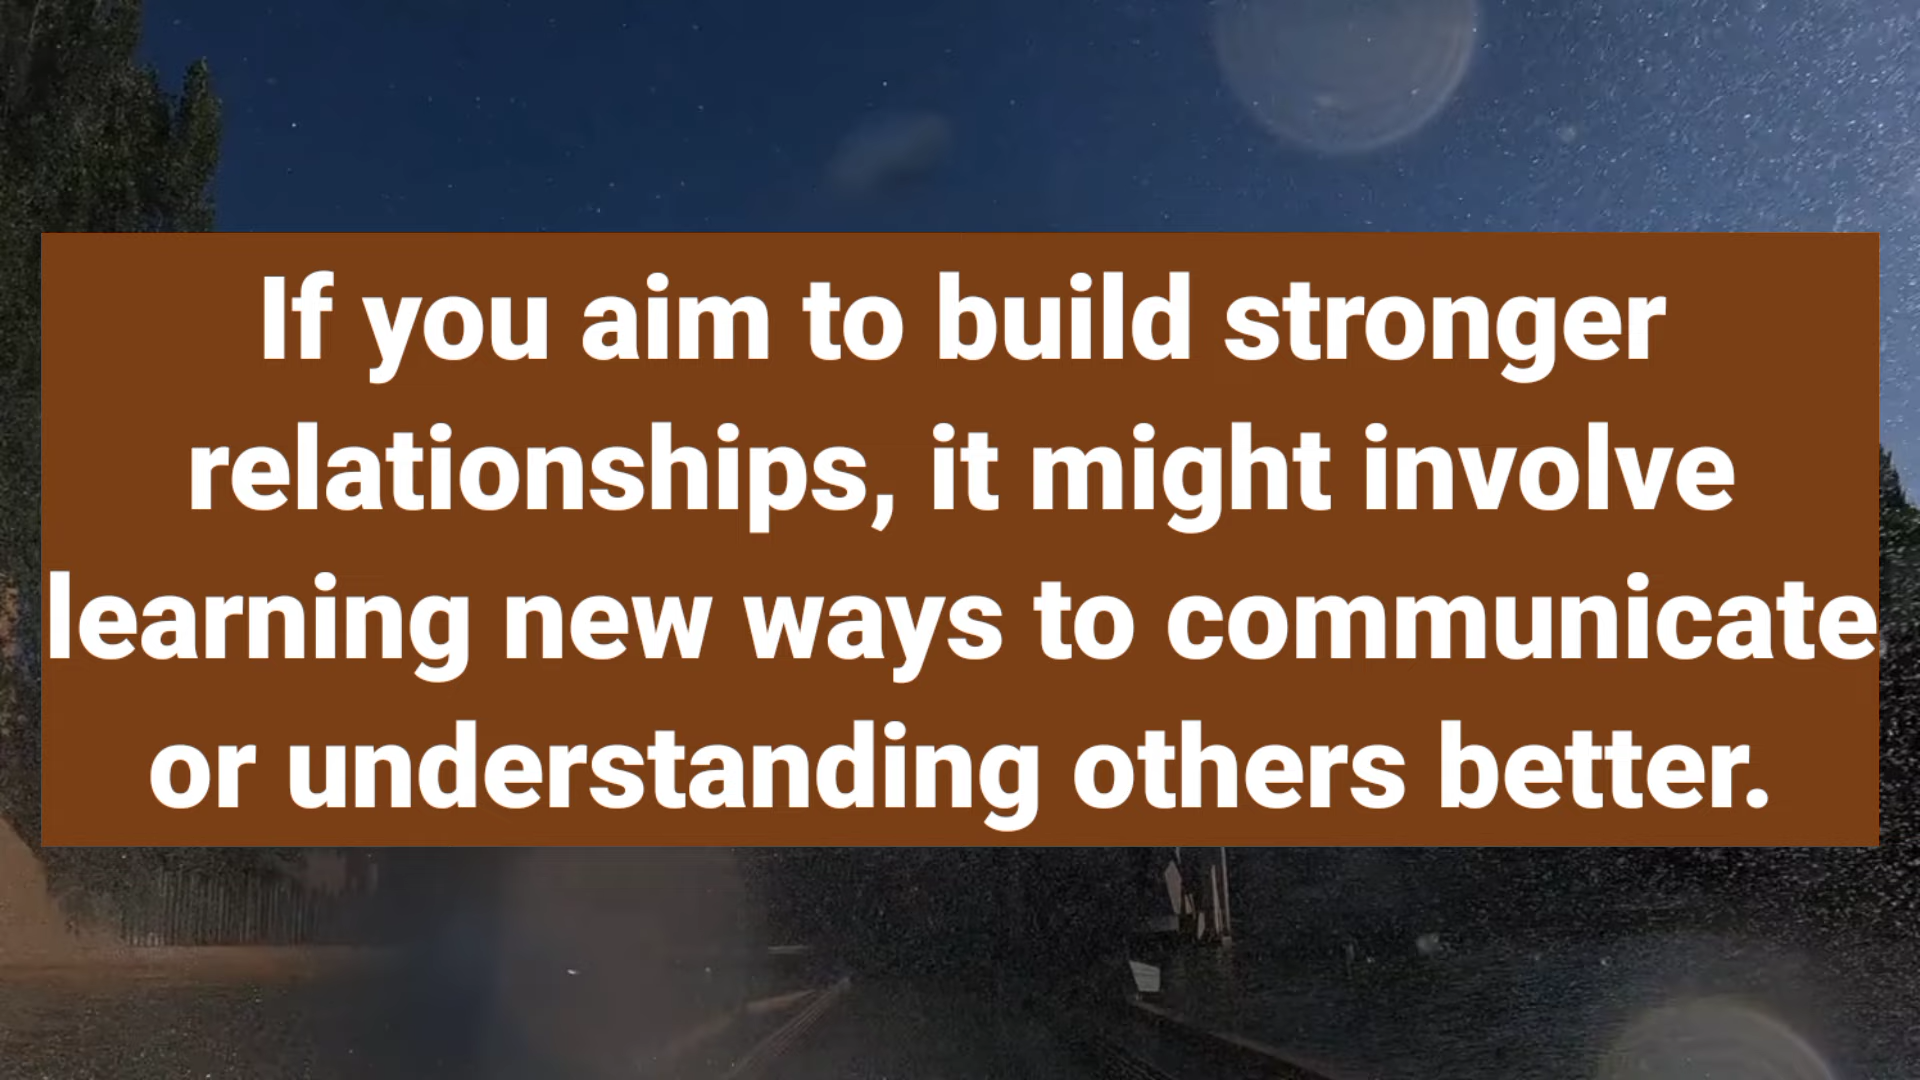 If you aim to build stronger
relationships, it might involve
learning new ways to communicate
or understanding others better.